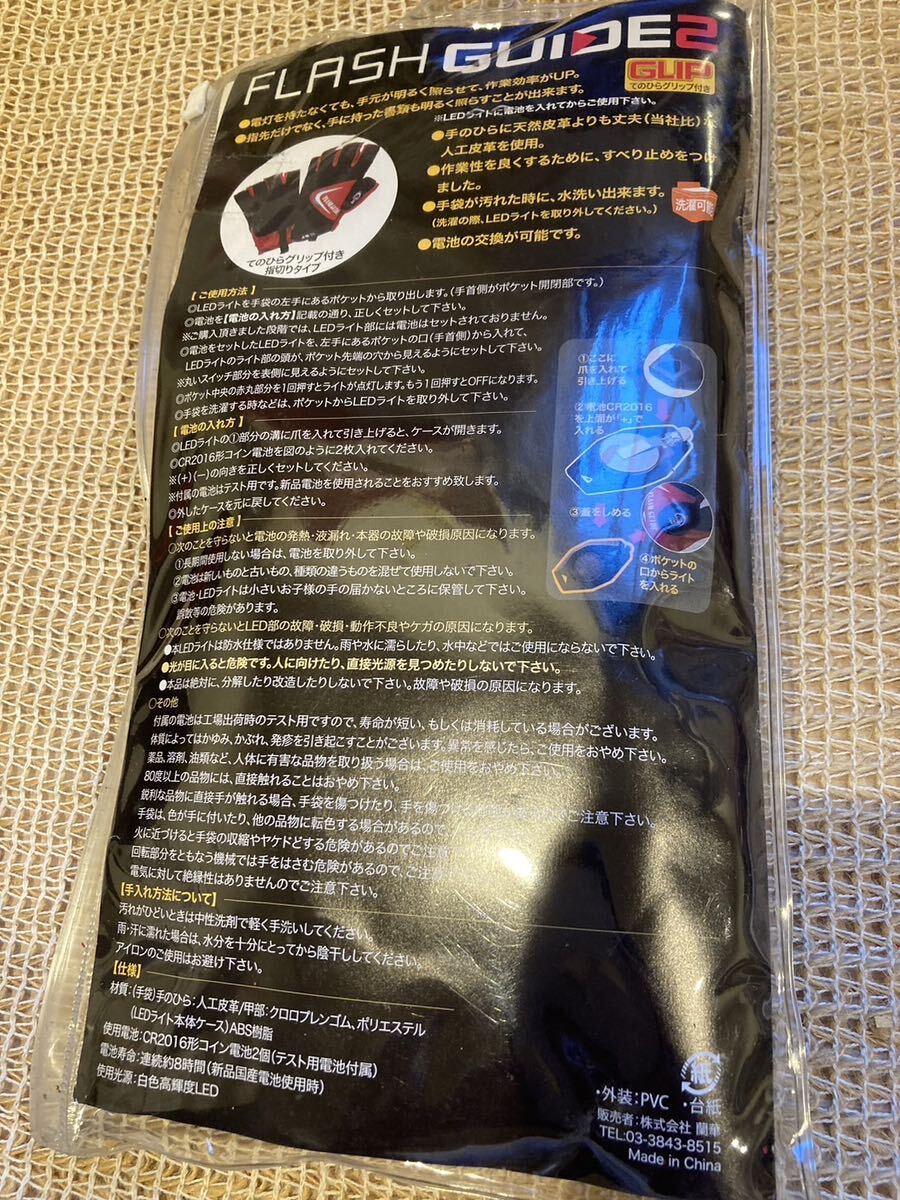 FLASH GUIDE2
GLIP
てのひらグリップ付き
●電灯を持たなくても、手元が明るく照らせて、作業効率がUP。
●指先だけでなく、手に持った書類も明るく照らすことが出来ます。
※LEDライトに電池を入れてからご使用下さい。
●手のひらに天然皮革よりも丈夫(当社比)な
人工皮革を使用。
●作業性を良くするために、すべり止めをつけ
ました。
●手袋が汚れた時に、水洗い出来ます。
(洗濯の際、LEDライトを取り外してください。)
洗濯可能
●電池の交換が可能です。
てのひらグリップ付き
指切りタイプ
【ご使用方法】
◎LEDライトを手袋の左手にあるポケットから取り出します。(手首側がポケット開閉部です。)
◎電池を【電池の入れ方】記載の通り、正しくセットして下さい。
※ご購入頂きました段階では、LEDライト部には電池はセットされておりません。
◎電池をセットしたLEDライトを、左手にあるポケットの口(手首側)から入れて、
LEDライトのライト部の頭が、ポケット先端の穴から見えるようにセットして下さい。
※丸いスイッチ部分を表側に見えるようにセットして下さい。
◎ポケット中央の赤丸部分を1回押すとライトが点灯します。もう1回押すとOFFになります。
◎手袋を洗濯する時などは、ポケットからLEDライトを取り外して下さい。
【電池の入れ方】
◎LEDライトの①部分の溝に爪を入れて引き上げると、ケースが開きます。
◎CR2016形コイン電池を図のように2枚入れてください。
※(+)(−)の向きを正しくセットしてください。
※付属の電池はテスト用です。新品電池を使用されることをおすすめ致します。
◎外したケースを元に戻してください。
①ここに
爪を入れて
引き上げる
②電池CR2016
を上面が「+」で
入れる
③蓋をしめる
④ポケットの
口からライト
を入れる
【ご使用上の注意】
○次のことを守らないと電池の発熱・液漏れ・本器の故障や破損原因になります。
①長期間使用しない場合は、電池を取り外して下さい。
②電池は新しいものと古いもの、種類の違うものを混ぜて使用しないで下さい。
③電池・LEDライトは小さいお子様の手の届かないところに保管して下さい。
誤飲等の危険があります。
○次のことを守らないとLED部の故障・破損・動作不良やケガの原因になります。
●本LEDライトは防水仕様ではありません。雨や水に濡らしたり、水中などではご使用にならないで下さい。
●光が目に入ると危険です。人に向けたり、直接光源を見つめたりしないで下さい。
●本品は絶対に、分解したり改造したりしないで下さい。故障や破損の原因になります。
○その他
付属の電池は工場出荷時のテスト用ですので、寿命が短い、もしくは消耗している場合がございます。
体質によってはかゆみ、かぶれ、発疹を引き起こすことがございます。異常を感じたら、ご使用をおやめ下さい。
薬品、溶剤、油類など、人体に有害な品物を取り扱う場合は、ご使用をおやめ下さい。
80度以上の品物には、直接触れることはおやめ下さい。
鋭利な品物に直接手が触れる場合、手袋を傷つけたり、手を傷つけ ご注意下さい。
手袋は、色が手に付いたり、他の品物に転色する場合があるので、ご注意下さい。
火に近づけると手袋の収縮やヤケドする危険があるので、ご注意下さい。
回転部分をともなう機械では手をはさむ危険があるので、ご注意
電気に対して絶縁性はありませんのでご注意下さい。
【手入れ方法について】
汚れがひどいときは中性洗剤で軽く手洗いしてください。
雨・汗に濡れた場合は、水分を十分にとってから陰干ししてください。
アイロンのご使用はお避け下さい。
【仕様】
材質:(手袋)手のひら:人工皮革/甲部:クロロプレンゴム、ポリエステル
(LEDライト本体ケース)ABS樹脂
使用電池:CR2016形コイン電池2個(テスト用電池付属)
電池寿命:連続約8時間(新品国産電池使用時)
使用光源:白色高輝度LED
紙
・外装:PVC ・台紙
販売者:株式会社 蘭華
TEL:03-3843-8515
Made in China